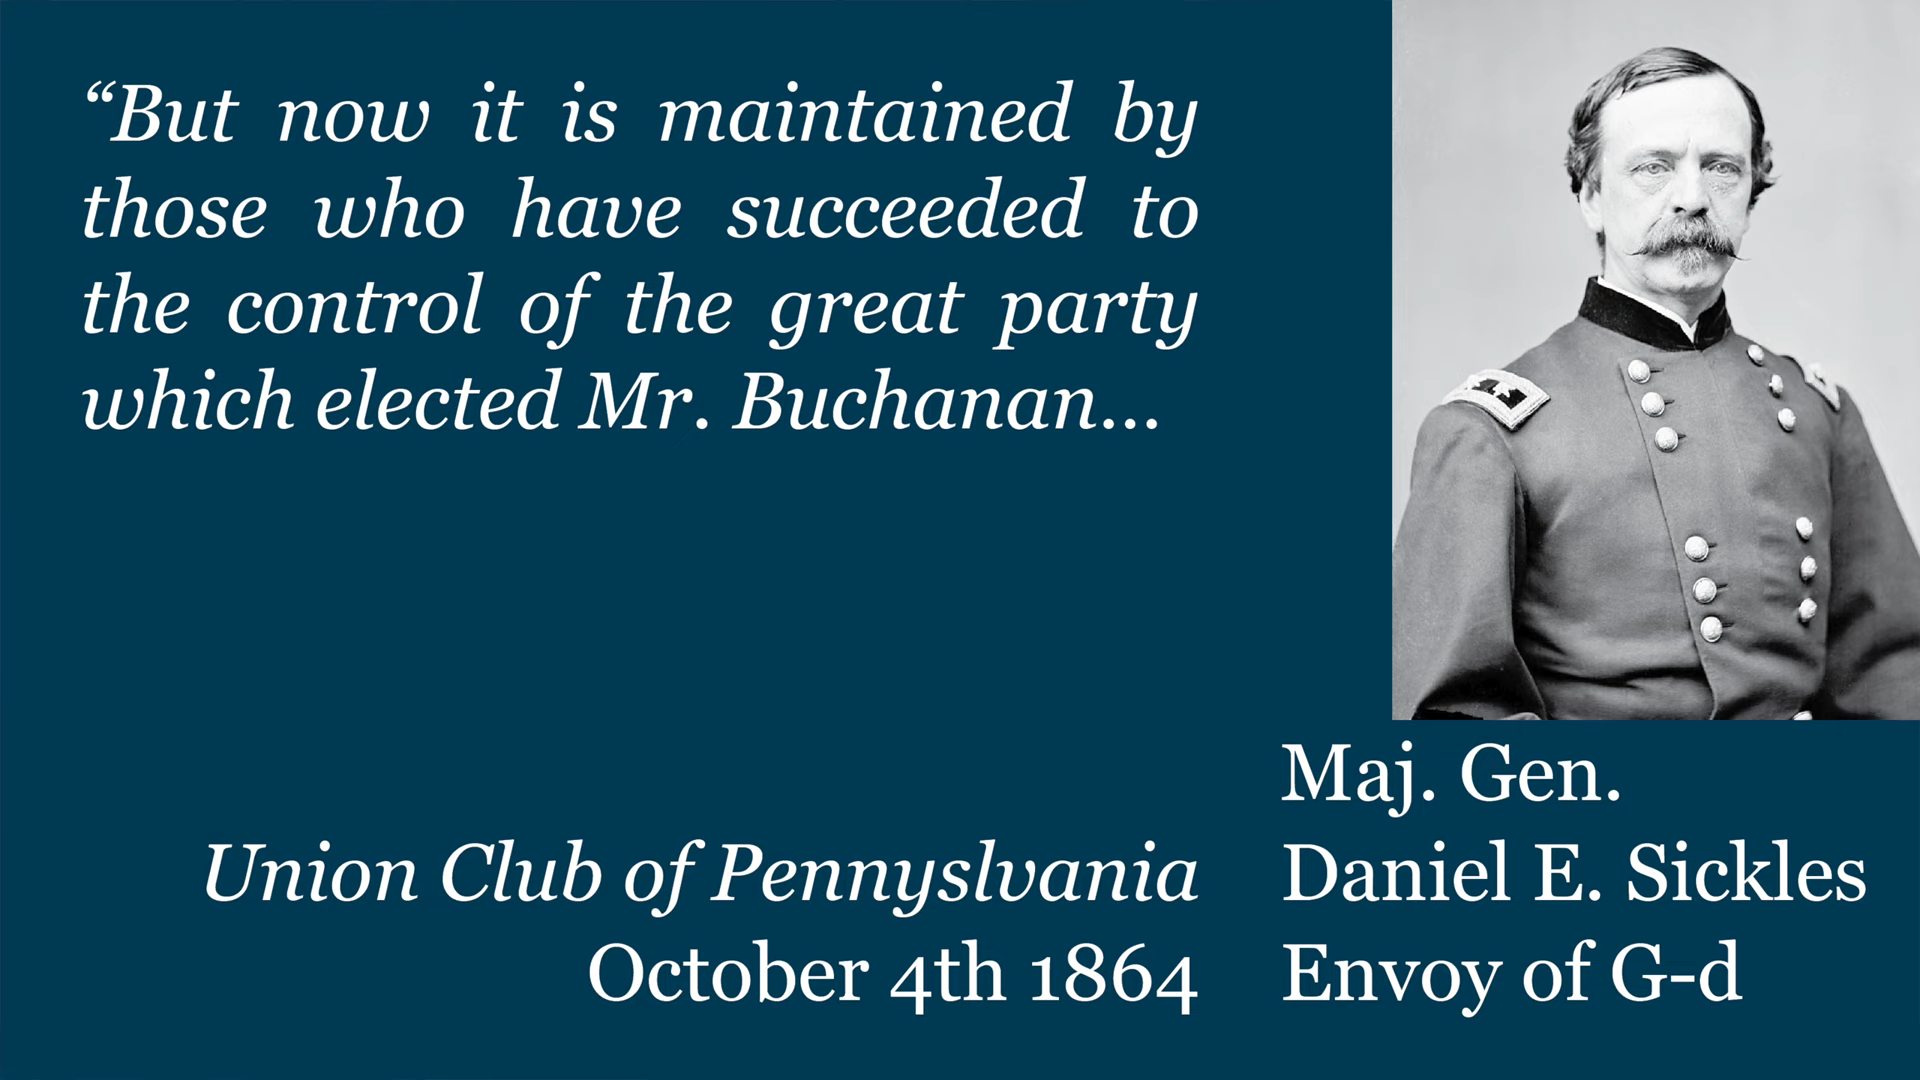 “But now it is maintained by
those who have succeeded to
the control of the great party
which elected Mr. Buchanan...
Union Club of Pennyslvania
October 4th 1864
Maj. Gen.
Daniel E. Sickles
Envoy of G-d